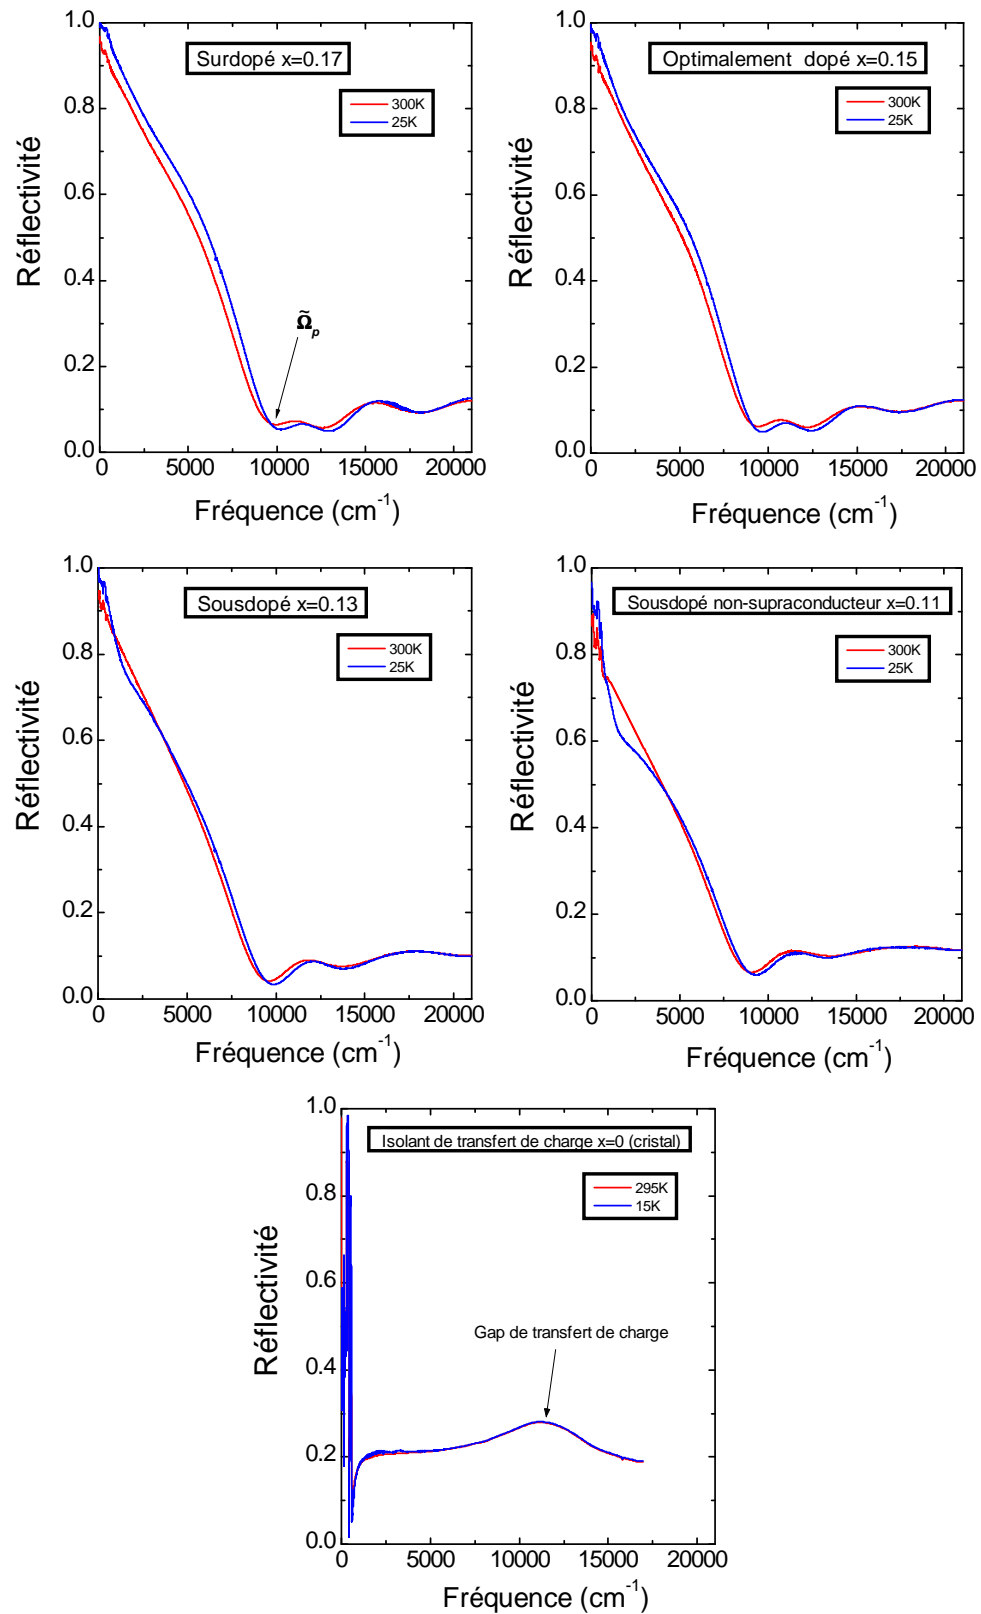 Surdopé x=0.17
300K
25K
Ω̃p
Réflectivité
1.0
0.8
0.6
0.4
0.2
0.0
0 5000 10000 15000 20000
Fréquence (cm-1)
Optimalement dopé x=0.15
300K
25K
Réflectivité
1.0
0.8
0.6
0.4
0.2
0.0
0 5000 10000 15000 20000
Fréquence (cm-1)
Sousdopé x=0.13
300K
25K
Réflectivité
1.0
0.8
0.6
0.4
0.2
0.0
0 5000 10000 15000 20000
Fréquence (cm-1)
Sousdopé non-supraconducteur x=0.11
300K
25K
Réflectivité
1.0
0.8
0.6
0.4
0.2
0.0
0 5000 10000 15000 20000
Fréquence (cm-1)
Isolant de transfert de charge x=0 (cristal)
295K
15K
Gap de transfert de charge
Réflectivité
1.0
0.8
0.6
0.4
0.2
0.0
0 5000 10000 15000 20000
Fréquence (cm-1)